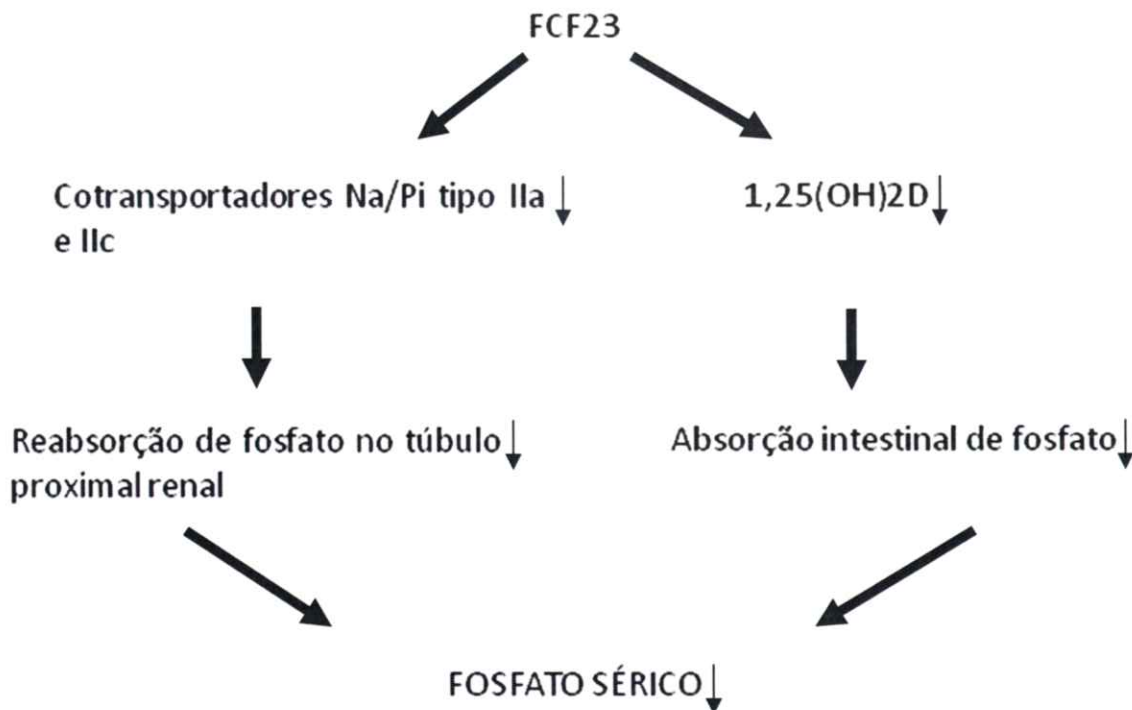 FCF23
Cotransportadores Na/Pi tipo IIa ↓
e IIc
1,25(OH)2D ↓
Reabsorção de fosfato no túbulo ↓
proximal renal
Absorção intestinal de fosfato ↓
FOSFATO SÉRICO ↓